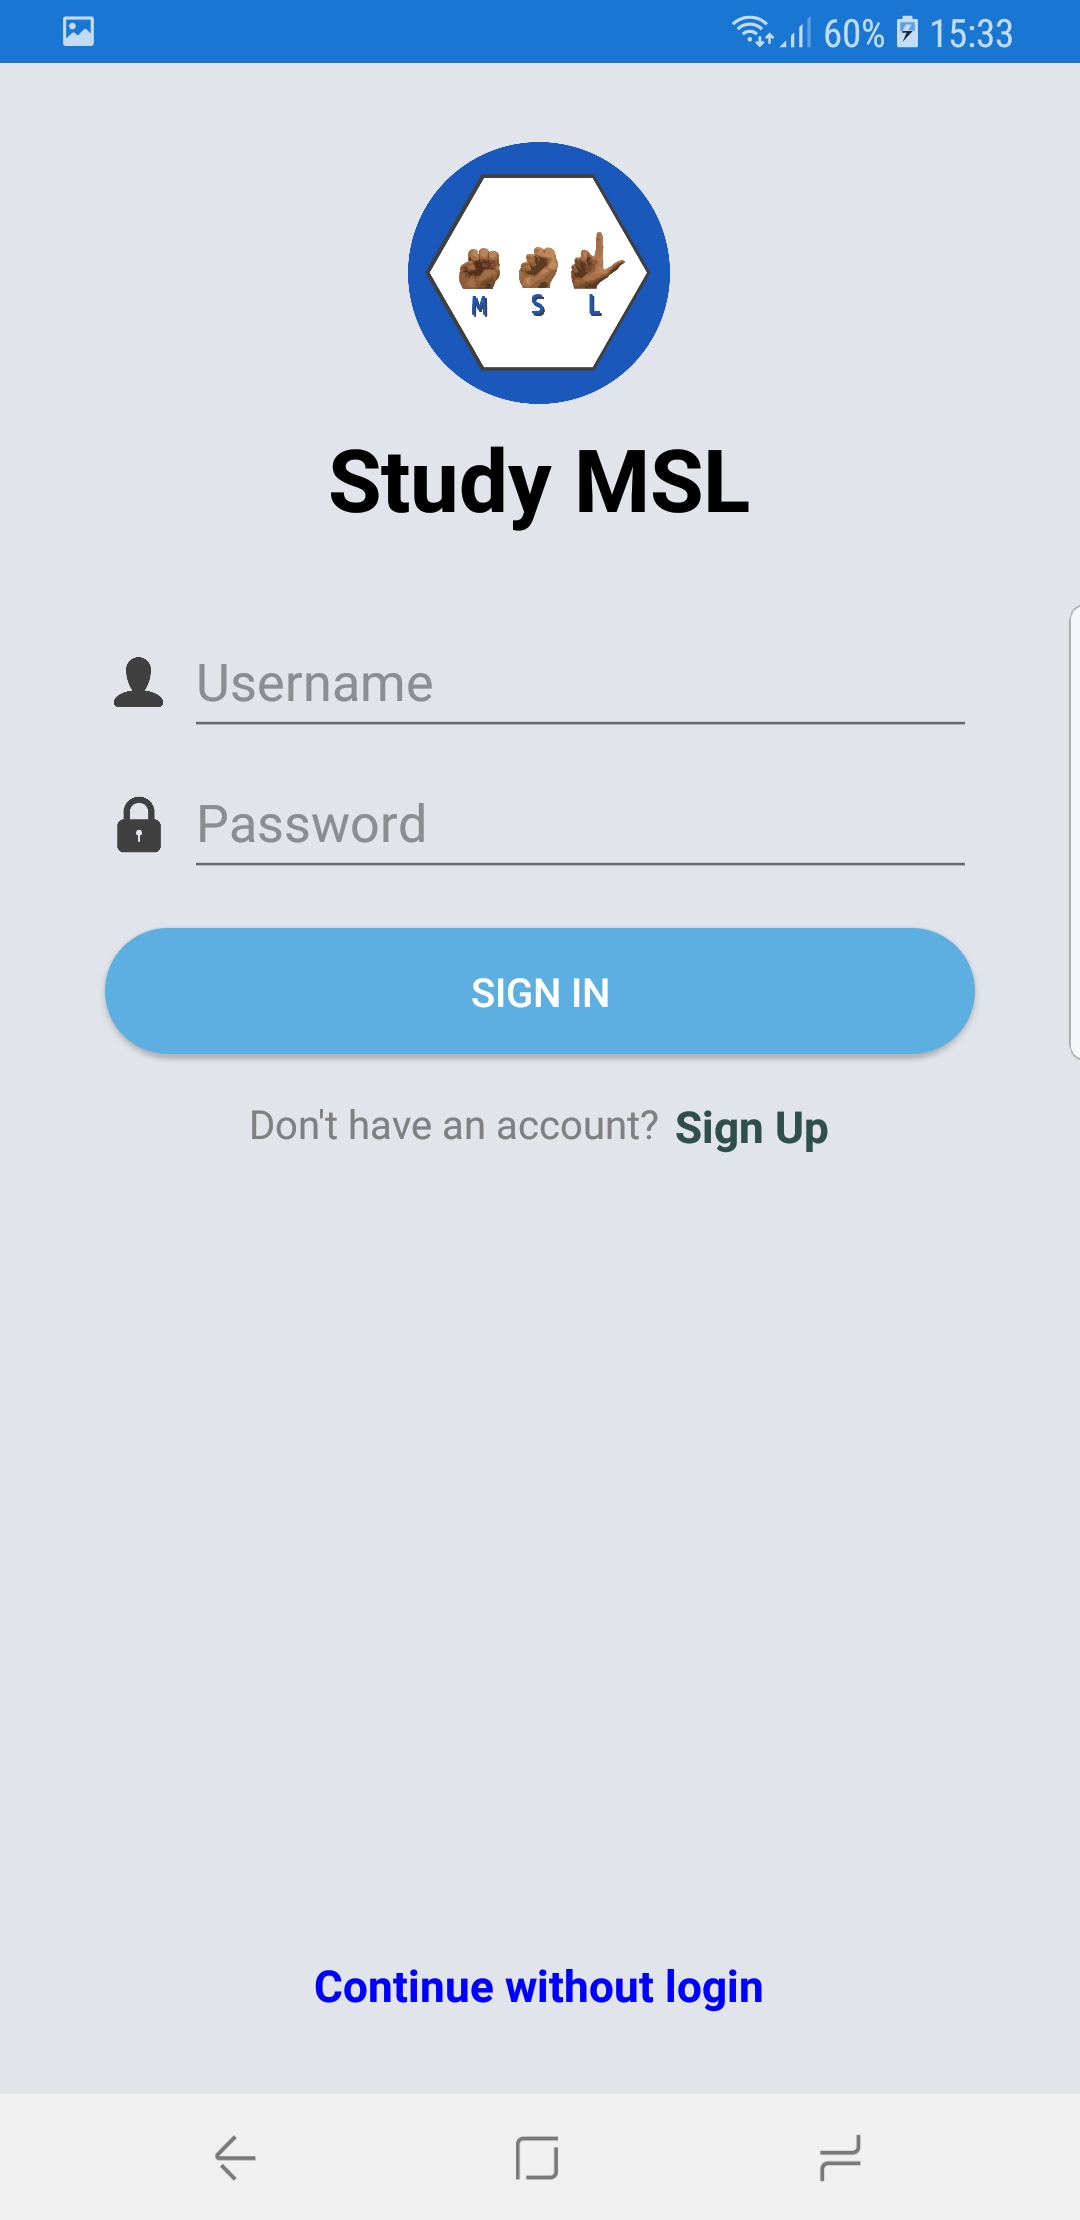 60% 15:33
M S L
Study MSL
Username
Password
SIGN IN
Don't have an account? Sign Up
Continue without login